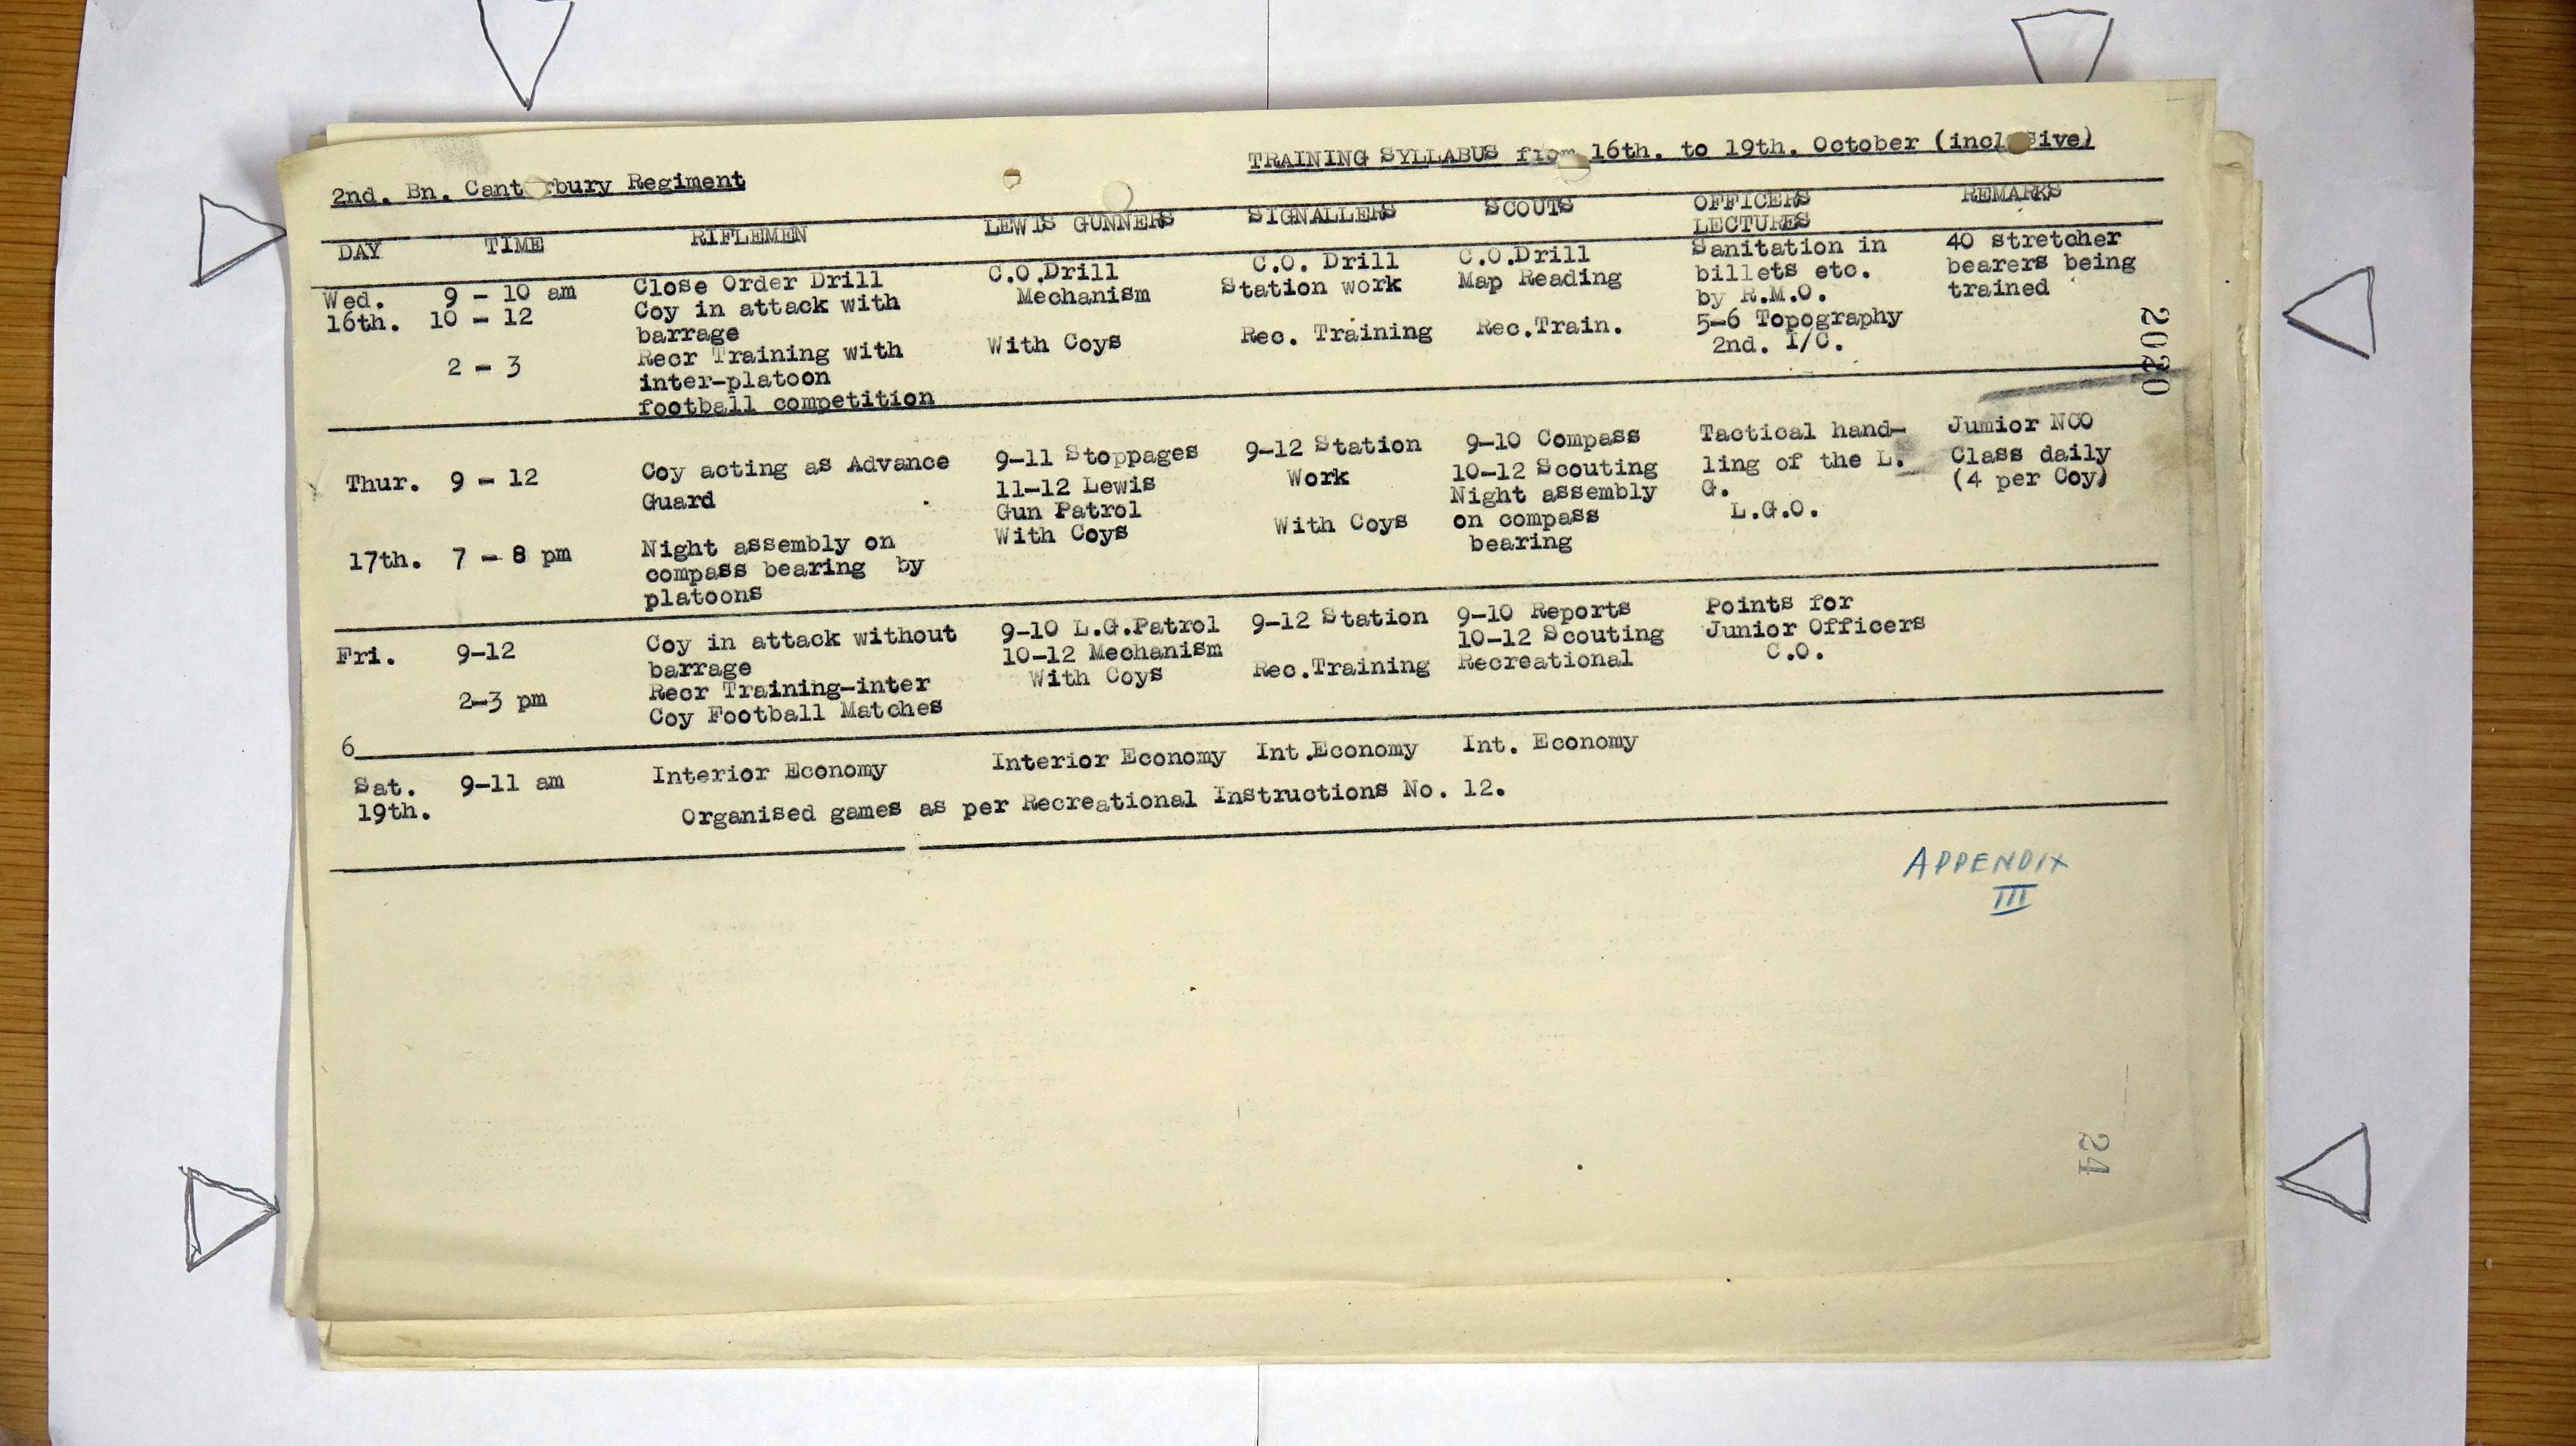 TRAINING SYLLABUS from 16th. to 19th. October (inclusive)
2nd. Bn. Canterbury Regiment
DAY TIME RIFLEMEN LEWIS GUNNERS SIGNALLERS SCOUTS OFFICERS LECTURES REMARKS
Wed. 16th.
9 - 10 am
10 - 12
2 - 3
Close Order Drill
Coy in attack with
barrage
Recr Training with
inter-platoon
football competition
C.O.Drill
Mechanism
With Coys
C.O. Drill
Station work
Rec. Training
C.O.Drill
Map Reading
Rec.Train.
Sanitation in
billets etc.
by R.M.O.
5-6 Topography
2nd. I/C.
40 stretcher
bearers being
trained
2020
Thur. 9 - 12
17th. 7 - 8 pm
Coy acting as Advance
Guard
Night assembly on
compass bearing by
platoons
9-11 Stoppages
11-12 Lewis
Gun Patrol
With Coys
9-12 Station
Work
With Coys
9-10 Compass
10-12 Scouting
Night assembly
on compass
bearing
Tactical hand-
ling of the L.
G.
L.G.O.
Junior NCO
Class daily
(4 per Coy)
Fri. 9-12
2-3 pm
Coy in attack without
barrage
Recr Training-inter
Coy Football Matches
9-10 L.G.Patrol
10-12 Mechanism
With Coys
9-12 Station
Rec.Training
9-10 Reports
10-12 Scouting
Recreational
Points for
Junior Officers
C.O.
6
Sat. 9-11 am
19th.
Interior Economy Interior Economy Int.Economy Int. Economy
Organised games as per Recreational Instructions No. 12.
APPENDIX
III
24